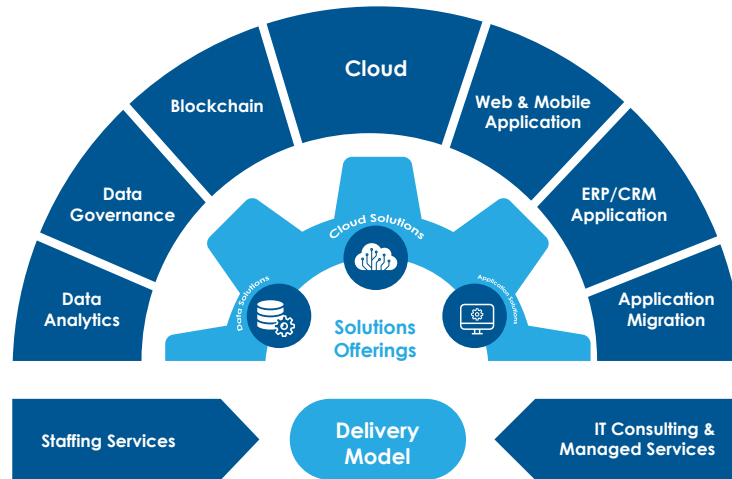 Cloud
Blockchain
Web & Mobile
Application
Data
Governance
ERP/CRM
Application
Data
Analytics
Application
Migration
Cloud Solutions
Data Solutions
Application Solutions
Solutions
Offerings
Staffing Services
Delivery
Model
IT Consulting &
Managed Services